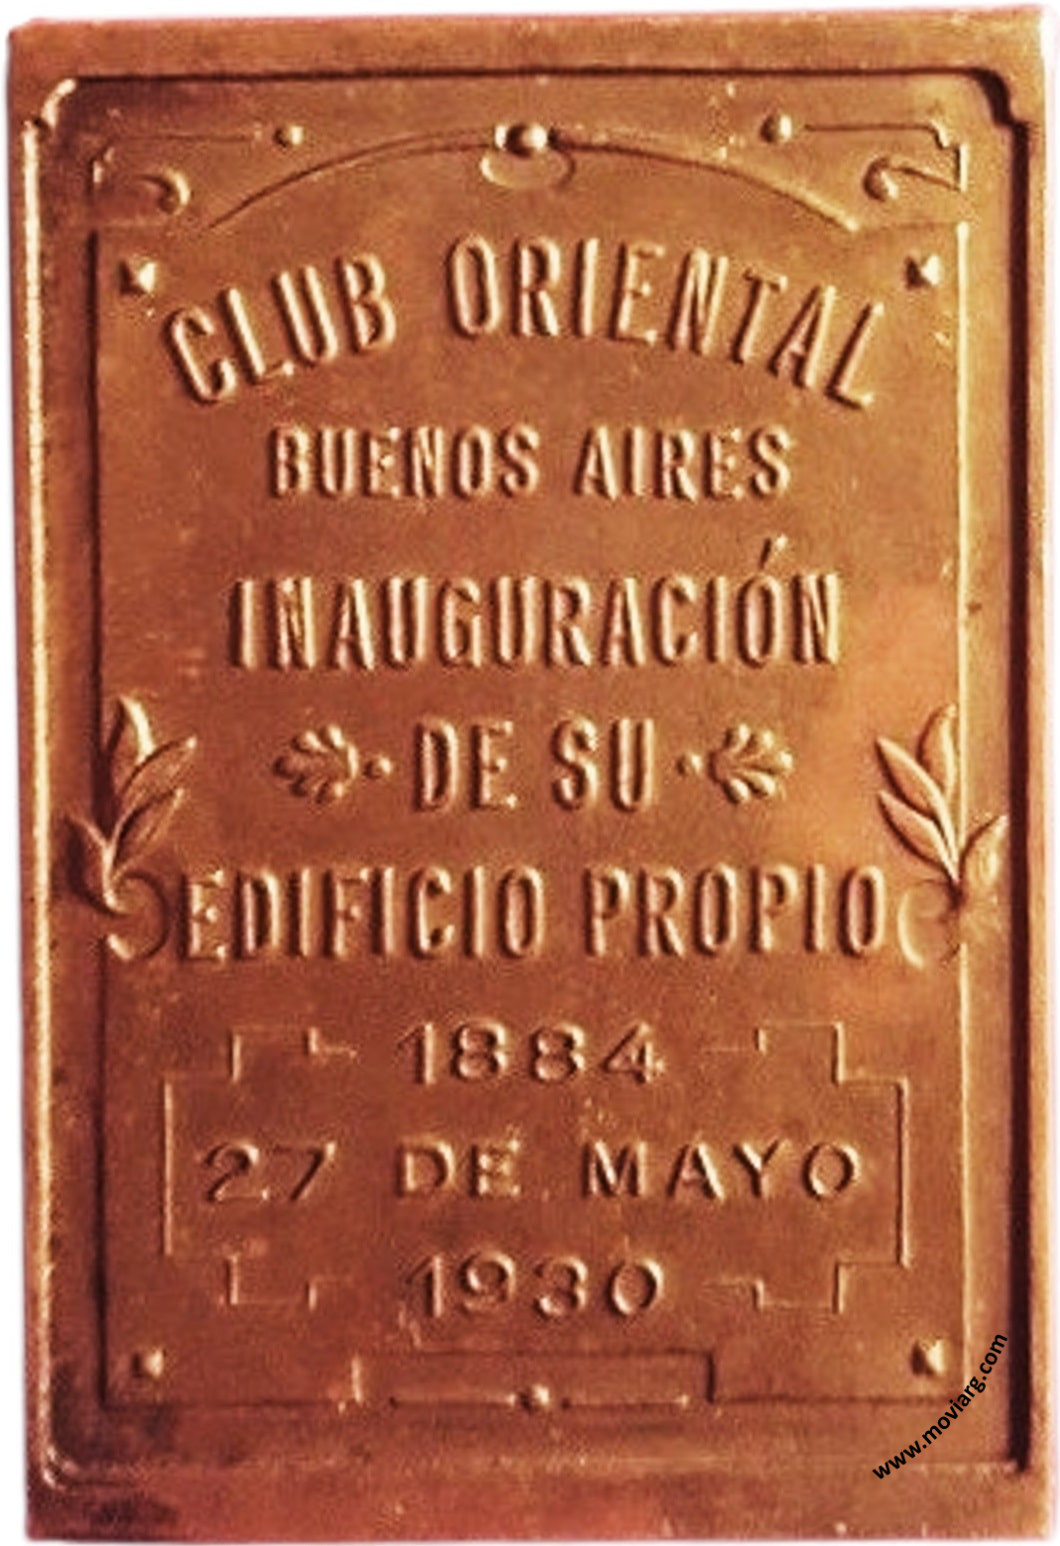 CLUB ORIENTAL
BUENOS AIRES
INAUGURACIÓN
DE SU
EDIFICIO PROPIO
1884
27 DE MAYO
1930
www.moviarg.com